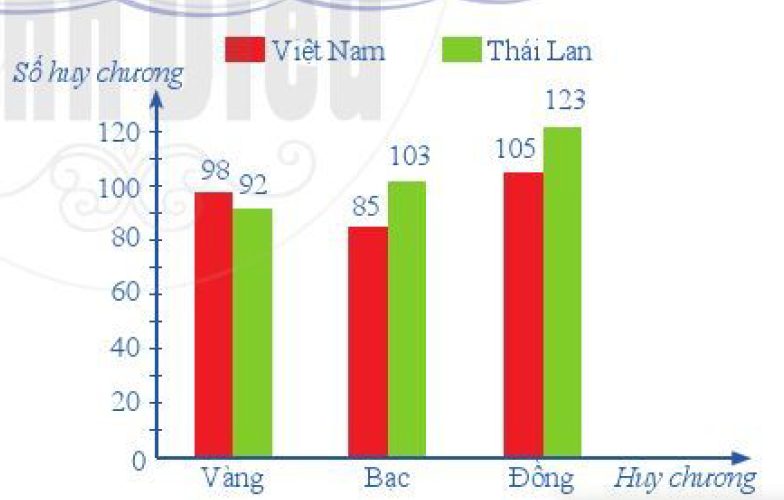 Việt Nam
Thái Lan
Số huy chương
123
120
105
103
98
92
100
85
80
60
40
20
0
Vàng
Bạc
Đồng
Huy chương